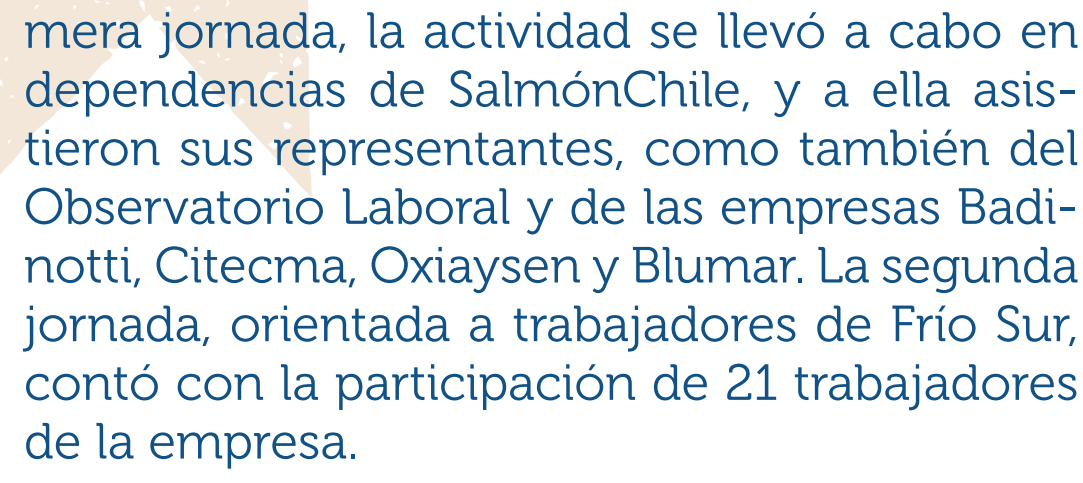 mera jornada, la actividad se llevó a cabo en
dependencias de SalmónChile, y a ella asis-
tieron sus representantes, como también del
Observatorio Laboral y de las empresas Badi-
notti, Citecma, Oxiaysen y Blumar. La segunda
jornada, orientada a trabajadores de Frío Sur,
contó con la participación de 21 trabajadores
de la empresa.